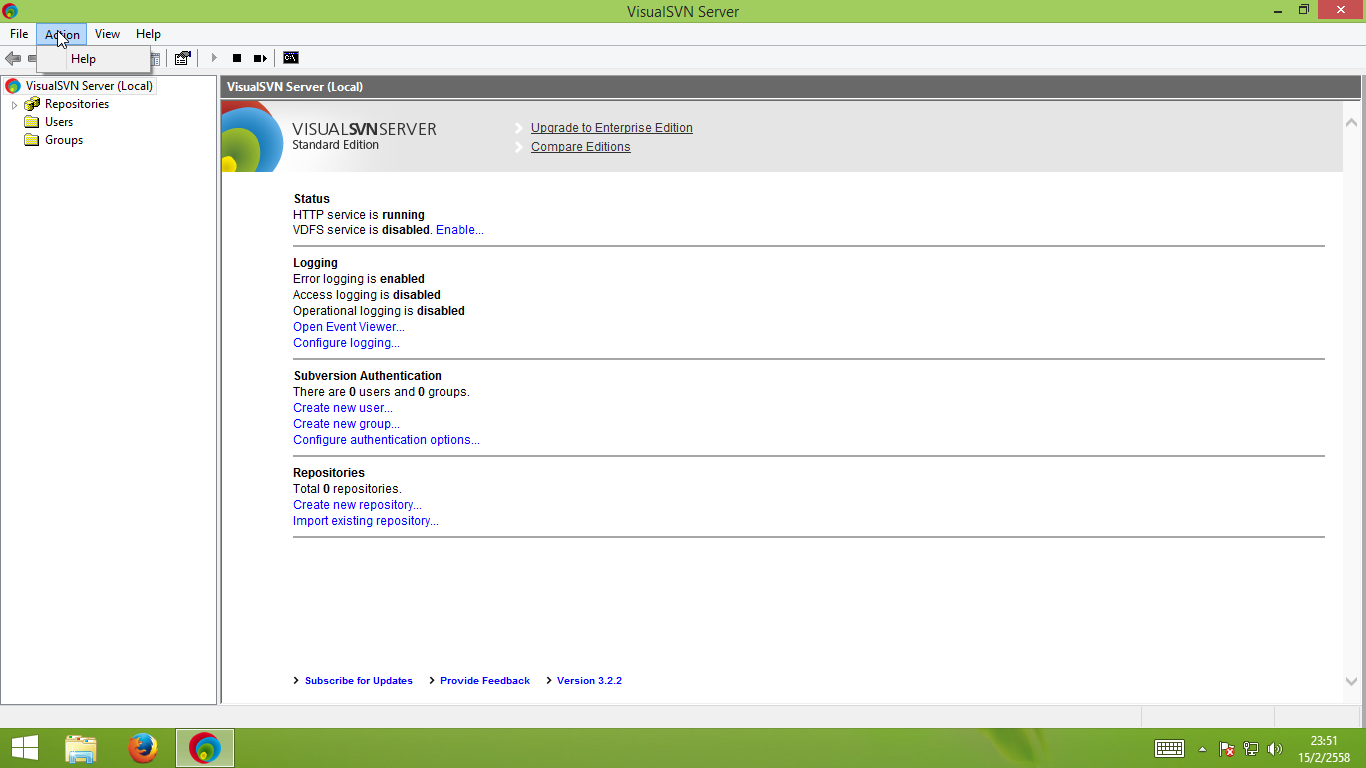 VisualSVN Server
File Action View Help
Help
VisualSVN Server (Local)
Repositories
Users
Groups
VisualSVN Server (Local)
VISUALSVNSERVER
Standard Edition
Upgrade to Enterprise Edition
Compare Editions
Status
HTTP service is running
VDFS service is disabled. Enable...
Logging
Error logging is enabled
Access logging is disabled
Operational logging is disabled
Open Event Viewer...
Configure logging...
Subversion Authentication
There are 0 users and 0 groups.
Create new user...
Create new group...
Configure authentication options...
Repositories
Total 0 repositories.
Create new repository...
Import existing repository...
Subscribe for Updates Provide Feedback Version 3.2.2
23:51
15/2/2558